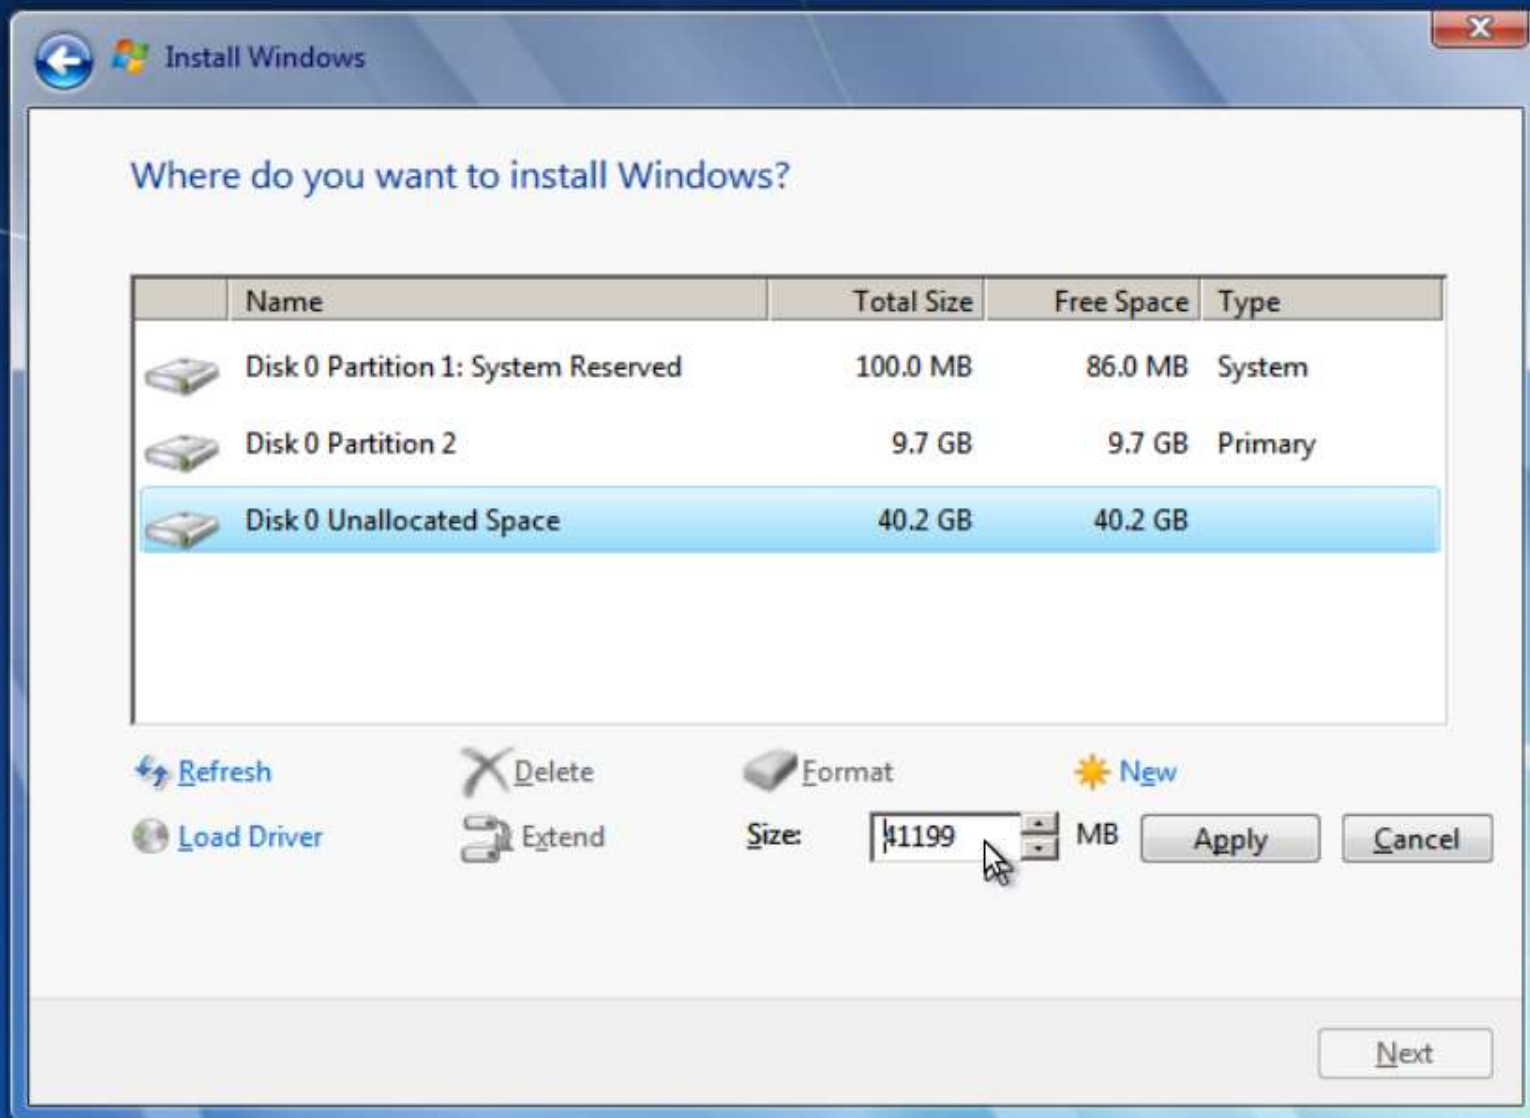 Install Windows
Where do you want to install Windows?
Name Total Size Free Space Type
Disk 0 Partition 1: System Reserved 100.0 MB 86.0 MB System
Disk 0 Partition 2 9.7 GB 9.7 GB Primary
Disk 0 Unallocated Space 40.2 GB 40.2 GB
Refresh Delete Format New
Load Driver Extend Size: 41199 MB Apply Cancel
Next